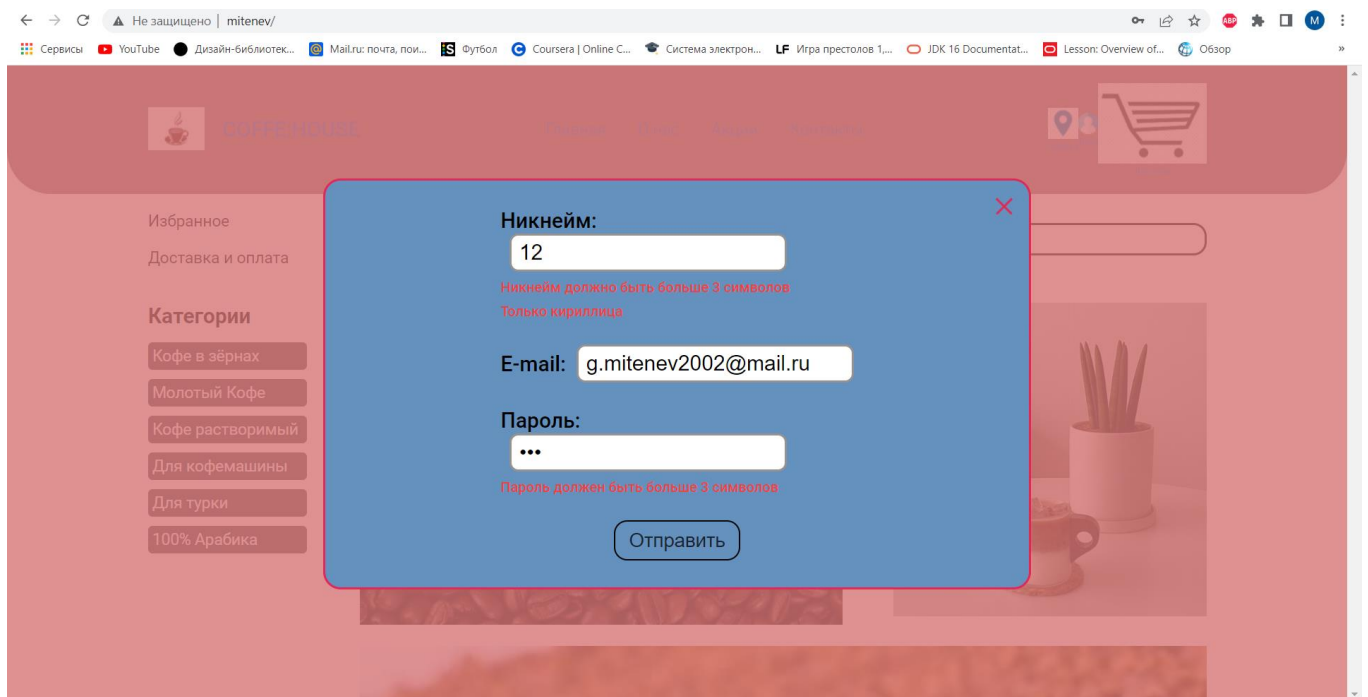 Не защищено | mitenev/
Сервисы YouTube Дизайн-библиотек... Mail.ru: почта, пои... Футбол Coursera | Online C... Система электрон... Игра престолов 1,... JDK 16 Documentat... Lesson: Overview of... Обзор »
COFFEEHOUSE
Избранное
Доставка и оплата
Категории
Кофе в зёрнах
Молотый Кофе
Кофе растворимый
Для кофемашины
Для турки
100% Арабика
Никнейм:
12
Никнейм должно быть больше 3 символов
Только кириллица
E-mail: g.mitenev2002@mail.ru
Пароль:
•••
Пароль должен быть больше 3 символов
Отправить